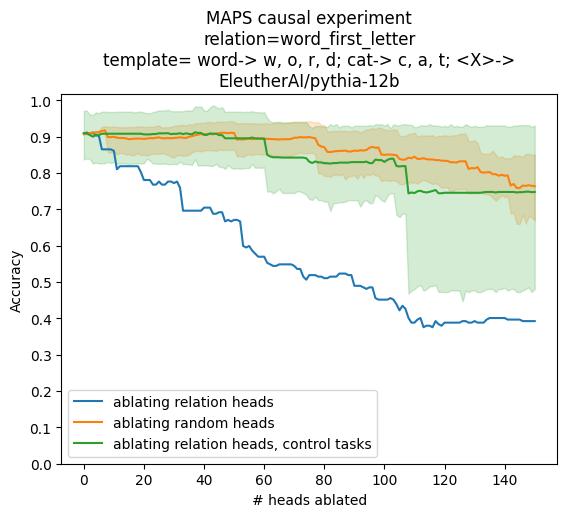 MAPS causal experiment
relation=word_first_letter
template= word-> w, o, r, d; cat-> c, a, t; <X>->
EleutherAI/pythia-12b
1.0
0.9
0.8
0.7
0.6
0.5
0.4
0.3
0.2
0.1
0.0
Accuracy
ablating relation heads
ablating random heads
ablating relation heads, control tasks
0 20 40 60 80 100 120 140
# heads ablated